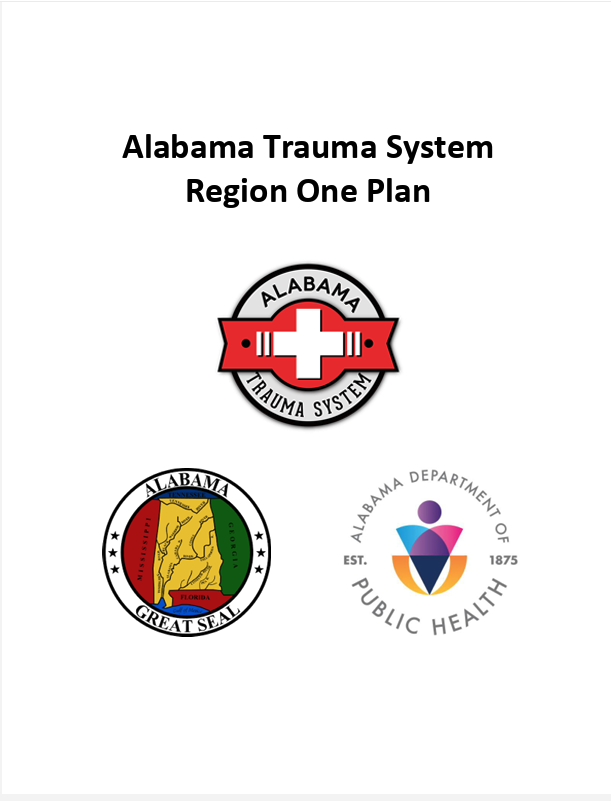 Alabama Trauma System
Region One Plan
ALABAMA
TRAUMA SYSTEM
ALABAMA
TENNESSEE
MISSISSIPPI
GEORGIA
FLORIDA
GREAT SEAL
ALABAMA DEPARTMENT OF
EST. 1875
PUBLIC HEALTH